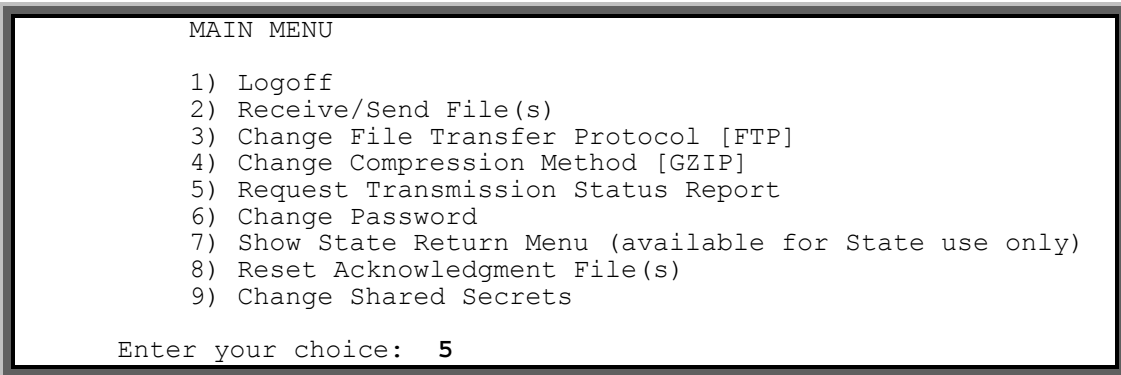 MAIN MENU
1) Logoff
2) Receive/Send File(s)
3) Change File Transfer Protocol [FTP]
4) Change Compression Method [GZIP]
5) Request Transmission Status Report
6) Change Password
7) Show State Return Menu (available for State use only)
8) Reset Acknowledgment File(s)
9) Change Shared Secrets
Enter your choice: 5